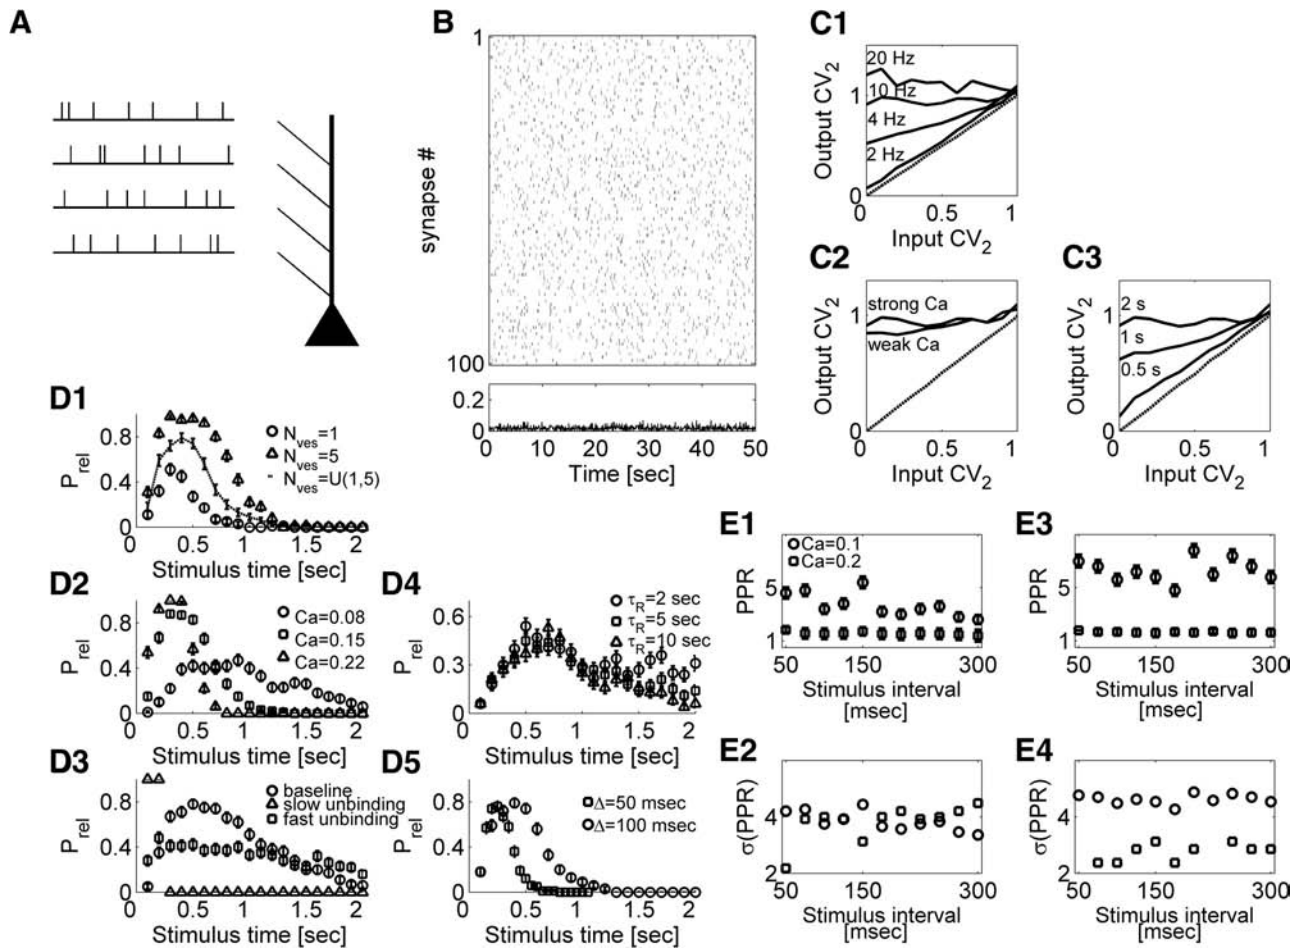 A
B
1
synapse #
100
0.2
0
0 10 20 30 40 50
Time [sec]
C1
Output CV2
1
0
20 Hz
10 Hz
4 Hz
2 Hz
0.5 1
Input CV2
C2
Output CV2
1
0
strong Ca
weak Ca
0 0.5 1
Input CV2
C3
Output CV2
1
0
2 s
1 s
0.5 s
0 0.5 1
Input CV2
D1
Prel
0.8
0.4
0
Nves=1
Nves=5
Nves=U(1,5)
0 0.5 1 1.5 2
Stimulus time [sec]
D2
Prel
0.8
0.4
0
Ca=0.08
Ca=0.15
Ca=0.22
0 0.5 1 1.5 2
Stimulus time [sec]
D3
Prel
0.8
0.4
0
baseline
slow unbinding
fast unbinding
0 0.5 1 1.5 2
Stimulus time [sec]
D4
Prel
0.6
0.3
0
τR=2 sec
τR=5 sec
τR=10 sec
0 0.5 1 1.5 2
Stimulus time [sec]
D5
Prel
0.8
0.4
0
Δ=50 msec
Δ=100 msec
0 0.5 1 1.5 2
Stimulus time [sec]
E1
PPR
5
1
Ca=0.1
Ca=0.2
50 150 300
Stimulus interval
[msec]
E3
PPR
5
1
50 150 300
Stimulus interval
[msec]
E2
σ(PPR)
4
2
50 150 300
Stimulus interval
[msec]
E4
σ(PPR)
4
2
50 150 300
Stimulus interval
[msec]